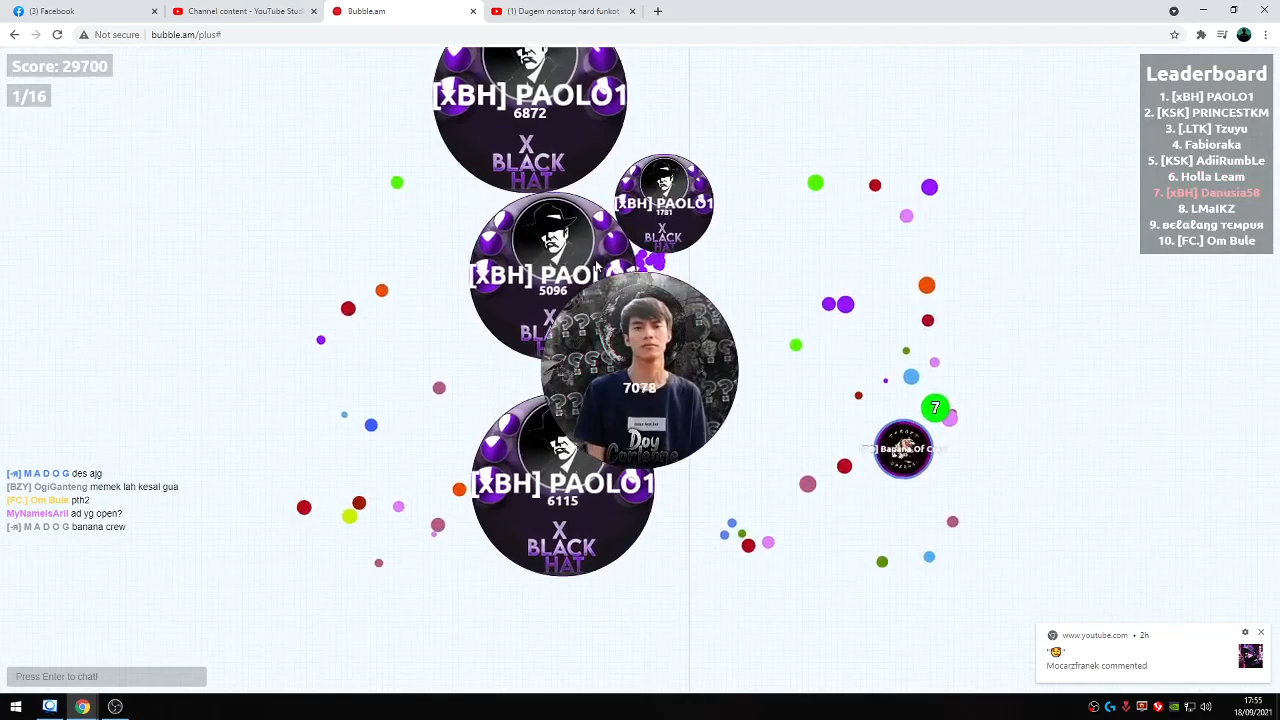 (3) Facebook
Channel content - YouTube Studi
Bubble.am
(1) Dugem nonstop hard funkot -
Not secure
bubble.am/plus#
Score: 29700
1/16
[xBH] PAOLO1
6872
X
BLACK
HAT
[xBH] PAOLO1
1781
X
BLACK
HAT
[xBH] PAOL
5096
7078
Doy
Corleone
[xBH] PAOLO1
6115
X
BLACK
HAT
7
Leaderboard
1. [xBH] PAOLO1
2. [KSK] PRINCESTKM
3. [.LTK] Tzuyu
4. Fabioraka
5. [KSK] AdiiRumbLe
6. Holla Leam
7. [xBH] Danusia58
8. LMaIKZ
9. вєℓαℓαηg тємρυя
10. [FC.] Om Bule
M A D O G des ajg
[BZY] OgiGanteng memek lah kesal gua
[FC.] Om Bule pth2
MyNameIsAril ad yg open?
M A D O G banana crew
Press Enter to chat!
www.youtube.com • 2h
"😅"
Mocarzfranek commented
17:55
18/09/2021